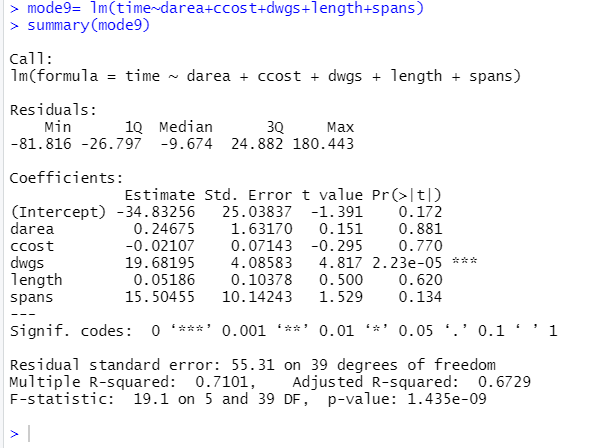 > mode9= lm(time~darea+ccost+dwgs+length+spans)
> summary(mode9)
Call:
lm(formula = time ~ darea + ccost + dwgs + length + spans)
Residuals:
    Min      1Q  Median      3Q     Max
-81.816 -26.797  -9.674  24.882 180.443
Coefficients:
             Estimate Std. Error t value Pr(>|t|)
(Intercept) -34.83256   25.03837  -1.391    0.172
darea         0.24675    1.63170   0.151    0.881
ccost        -0.02107    0.07143  -0.295    0.770
dwgs         19.68195    4.08583   4.817 2.23e-05 ***
length        0.05186    0.10378   0.500    0.620
spans        15.50455   10.14243   1.529    0.134
---
Signif. codes:  0 ‘***’ 0.001 ‘**’ 0.01 ‘*’ 0.05 ‘.’ 0.1 ‘ ’ 1
Residual standard error: 55.31 on 39 degrees of freedom
Multiple R-squared:  0.7101,	Adjusted R-squared:  0.6729
F-statistic:  19.1 on 5 and 39 DF,  p-value: 1.435e-09
>